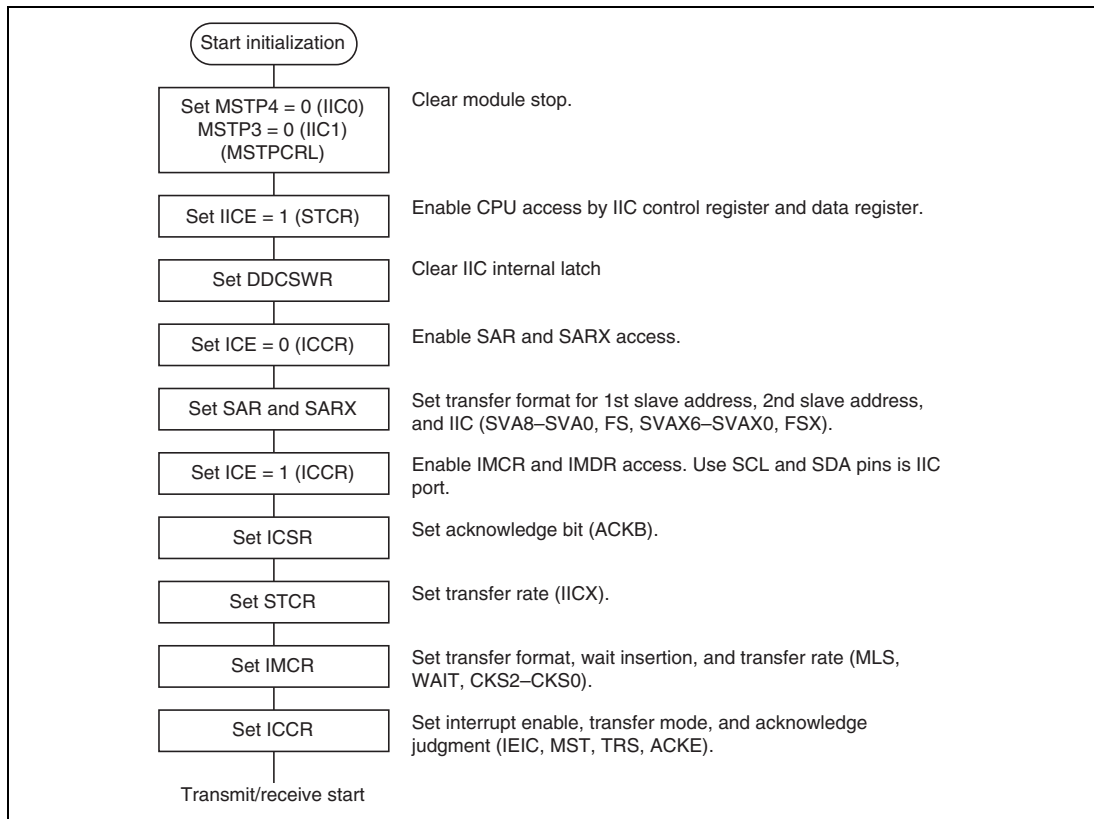 Start initialization
Set MSTP4 = 0 (IIC0)
MSTP3 = 0 (IIC1)
(MSTPCRL)
Clear module stop.
Set IICE = 1 (STCR)
Enable CPU access by IIC control register and data register.
Set DDCSWR
Clear IIC internal latch
Set ICE = 0 (ICCR)
Enable SAR and SARX access.
Set SAR and SARX
Set transfer format for 1st slave address, 2nd slave address,
and IIC (SVA8–SVA0, FS, SVAX6–SVAX0, FSX).
Set ICE = 1 (ICCR)
Enable IMCR and IMDR access. Use SCL and SDA pins is IIC
port.
Set ICSR
Set acknowledge bit (ACKB).
Set STCR
Set transfer rate (IICX).
Set IMCR
Set transfer format, wait insertion, and transfer rate (MLS,
WAIT, CKS2–CKS0).
Set ICCR
Set interrupt enable, transfer mode, and acknowledge
judgment (IEIC, MST, TRS, ACKE).
Transmit/receive start